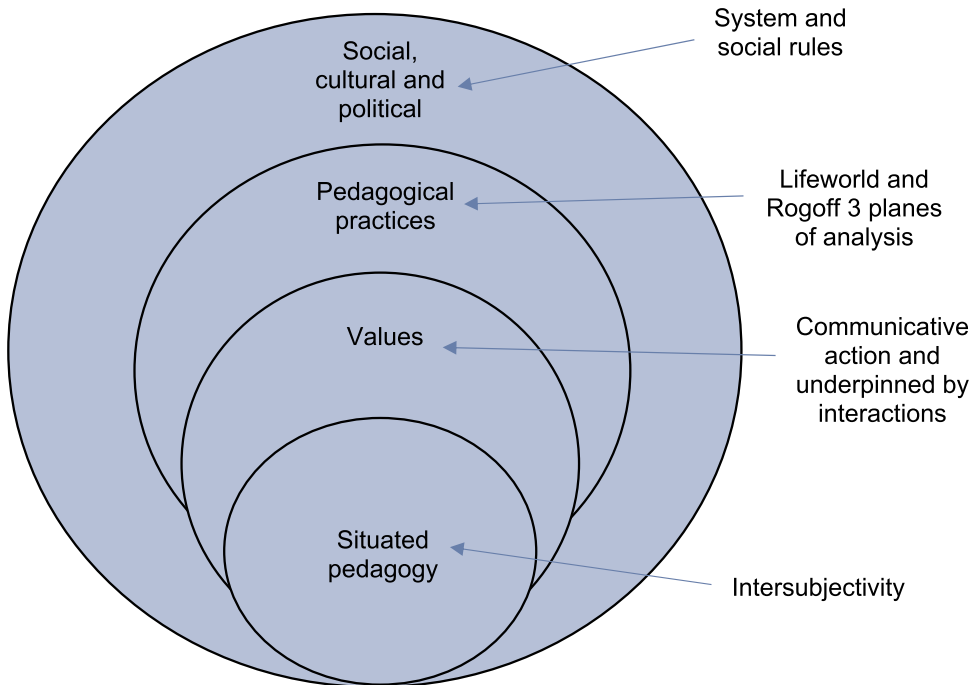 System and
social rules
Social,
cultural and
political
Pedagogical
practices
Lifeworld and
Rogoff 3 planes
of analysis
Values
Communicative
action and
underpinned by
interactions
Situated
pedagogy
Intersubjectivity